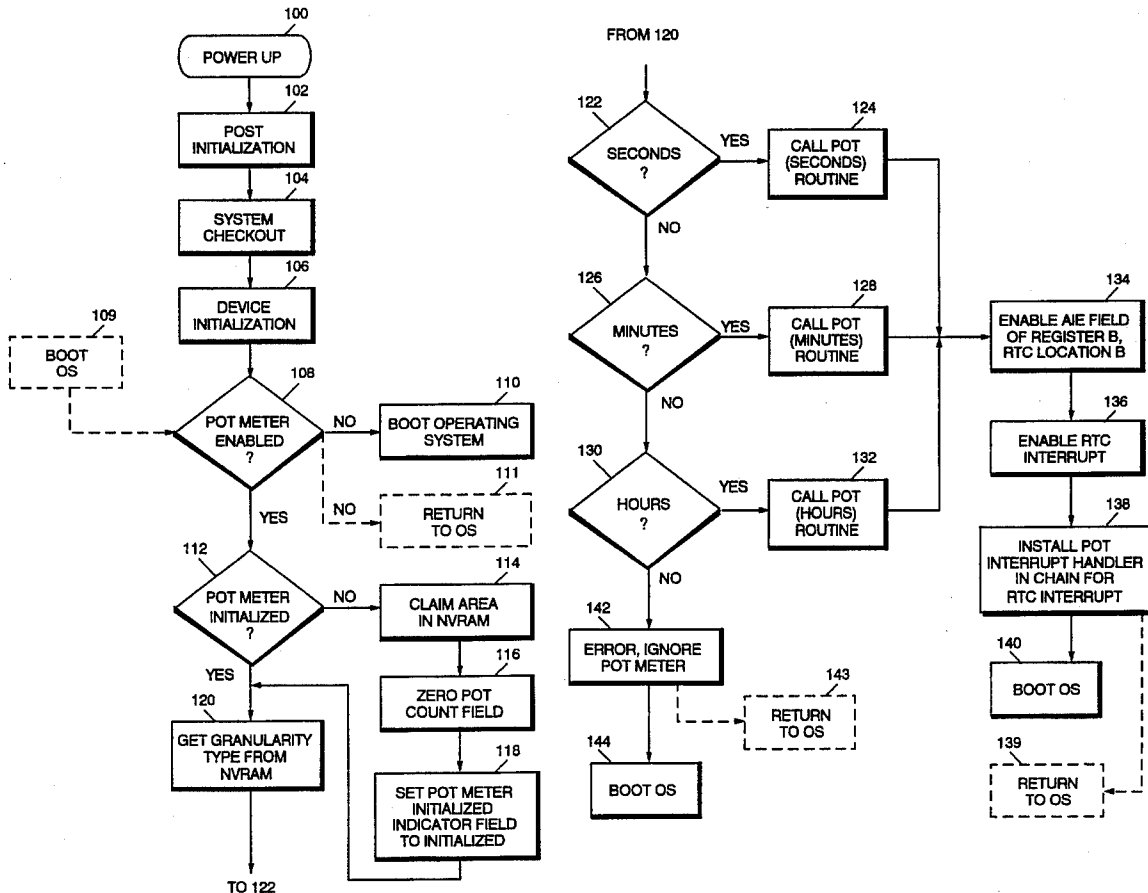 100
POWER UP
102
POST
INITIALIZATION
104
SYSTEM
CHECKOUT
106
DEVICE
INITIALIZATION
109
BOOT
OS
108
POT METER
ENABLED
?
NO
110
BOOT OPERATING
SYSTEM
NO
111
RETURN
TO OS
YES
112
POT METER
INITIALIZED
?
NO
114
CLAIM AREA
IN NVRAM
116
ZERO POT
COUNT FIELD
118
SET POT METER
INITIALIZED
INDICATOR FIELD
TO INITIALIZED
YES
120
GET GRANULARITY
TYPE FROM
NVRAM
TO 122
FROM 120
122
SECONDS
?
YES
124
CALL POT
(SECONDS)
ROUTINE
NO
126
MINUTES
?
YES
128
CALL POT
(MINUTES)
ROUTINE
NO
130
HOURS
?
YES
132
CALL POT
(HOURS)
ROUTINE
NO
142
ERROR, IGNORE
POT METER
143
RETURN
TO OS
144
BOOT OS
134
ENABLE AIE FIELD
OF REGISTER B,
RTC LOCATION B
136
ENABLE RTC
INTERRUPT
138
INSTALL POT
INTERRUPT HANDLER
IN CHAIN FOR
RTC INTERRUPT
140
BOOT OS
139
RETURN
TO OS